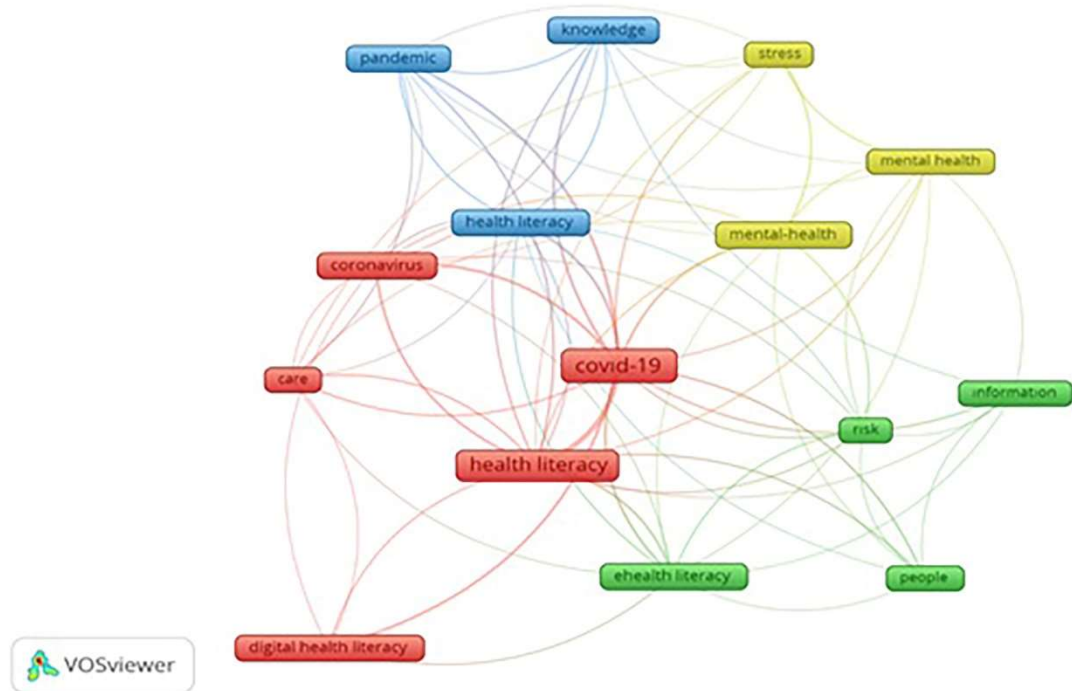 knowledge
pandemic
stress
mental health
health literacy
mental-health
coronavirus
covid-19
care
information
risk
health literacy
ehealth literacy
people
digital health literacy
VOSviewer